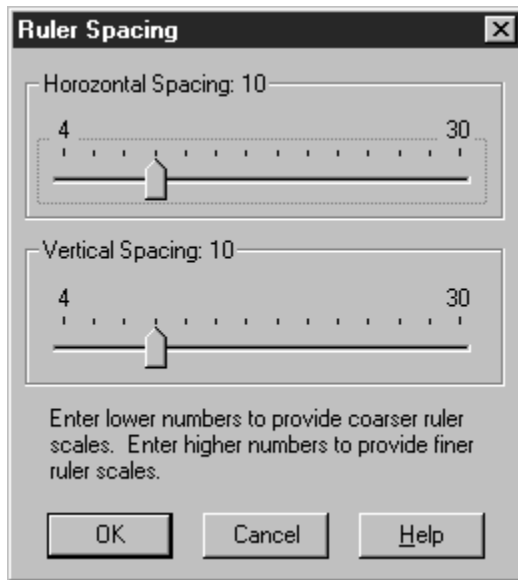 Ruler Spacing
Horozontal Spacing: 10
4 30
Vertical Spacing: 10
4 30
Enter lower numbers to provide coarser ruler
scales. Enter higher numbers to provide finer
ruler scales.
OK Cancel Help